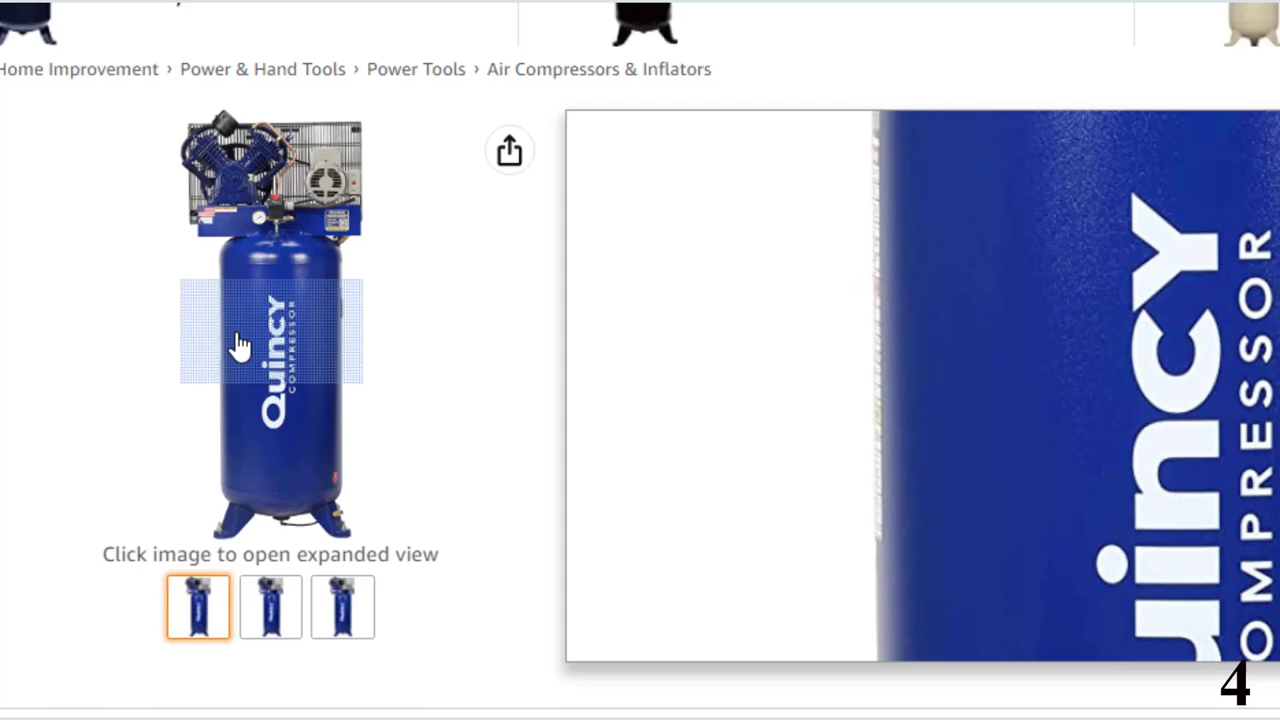 Home Improvement › Power & Hand Tools › Power Tools › Air Compressors & Inflators
Quincy
COMPRESSOR
Click image to open expanded view
uincy
OMPRESSOR
4